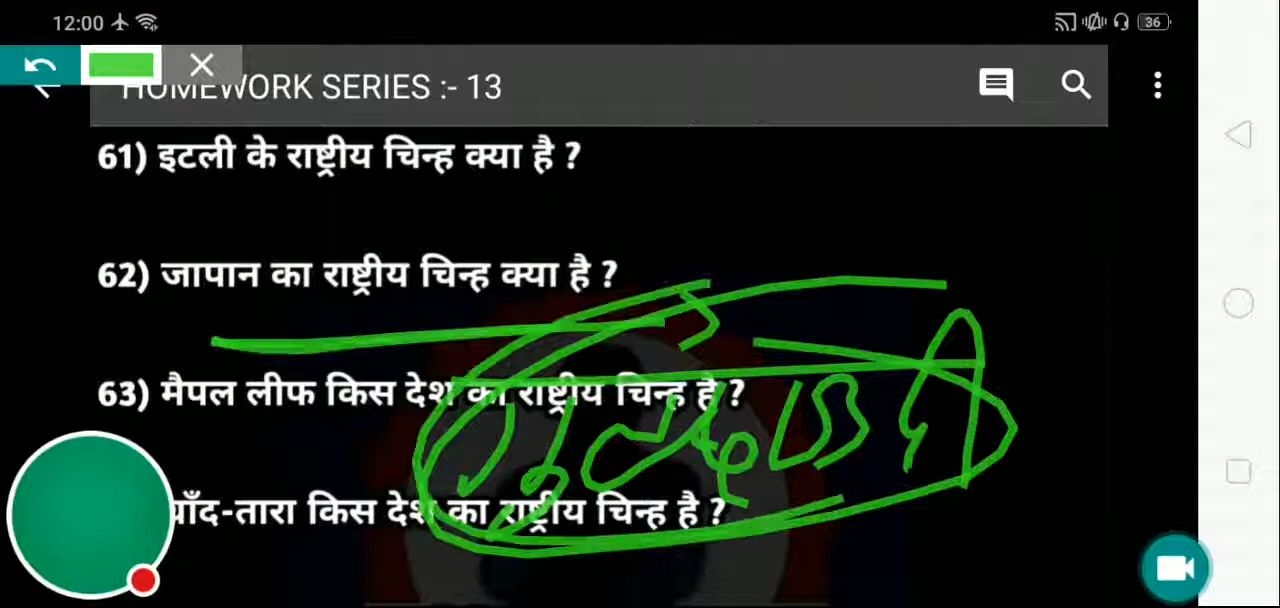 12:00 36
HOMEWORK SERIES :- 13
61) इटली के राष्ट्रीय चिन्ह क्या है ?
62) जापान का राष्ट्रीय चिन्ह क्या है ?
63) मैपल लीफ किस देश का राष्ट्रीय चिन्ह है ?
चाँद-तारा किस देश का राष्ट्रीय चिन्ह है ?